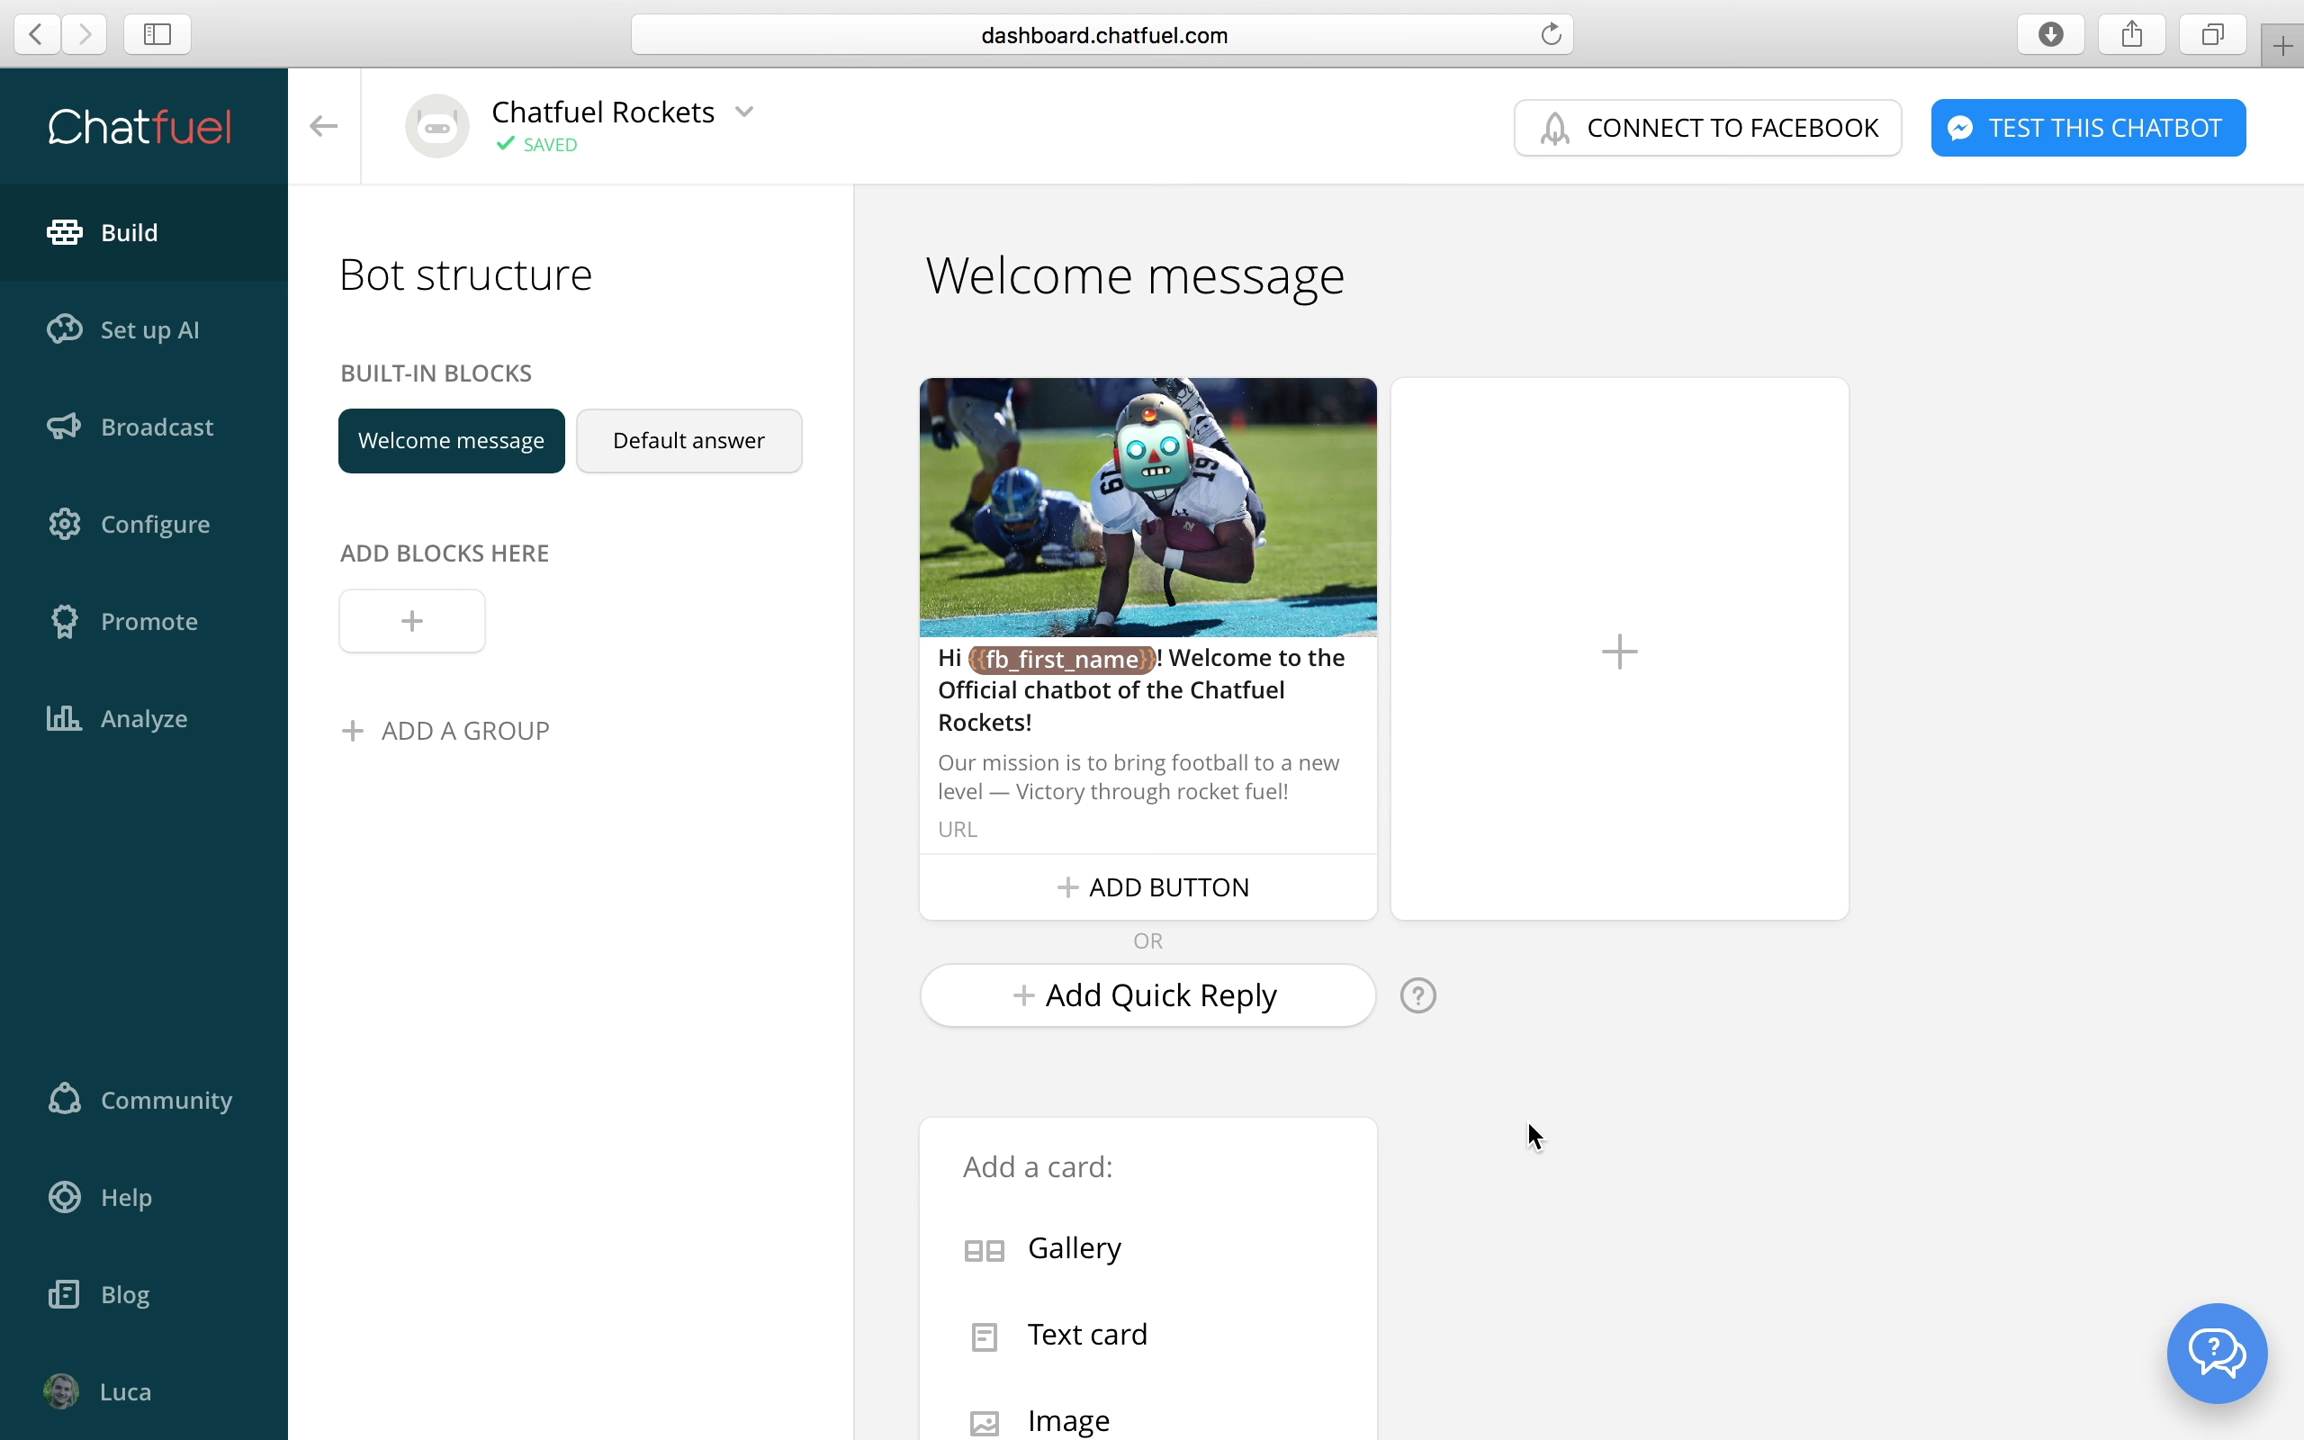 dashboard.chatfuel.com
Chatfuel
Chatfuel Rockets
SAVED
CONNECT TO FACEBOOK
TEST THIS CHATBOT
Build
Set up AI
Broadcast
Configure
Promote
Analyze
Community
Help
Blog
Luca
Bot structure
BUILT-IN BLOCKS
Welcome message
Default answer
ADD BLOCKS HERE
+
+ ADD A GROUP
Welcome message
19 19
Hi {{fb_first_name}}! Welcome to the
Official chatbot of the Chatfuel
Rockets!
Our mission is to bring football to a new
level — Victory through rocket fuel!
URL
+ ADD BUTTON
OR
+ Add Quick Reply
?
+
Add a card:
Gallery
Text card
Image
?